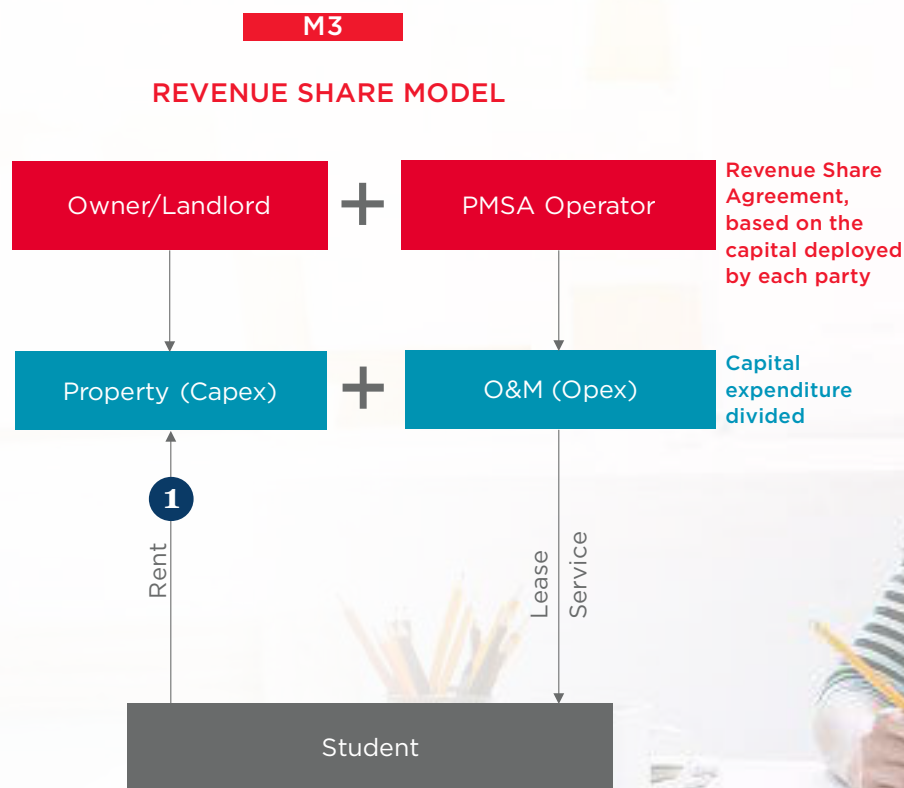 M3
REVENUE SHARE MODEL
Owner/Landlord
+
PMSA Operator
Revenue Share
Agreement,
based on the
capital deployed
by each party
Property (Capex)
+
O&M (Opex)
Capital
expenditure
divided
1
Rent
Lease
Service
Student